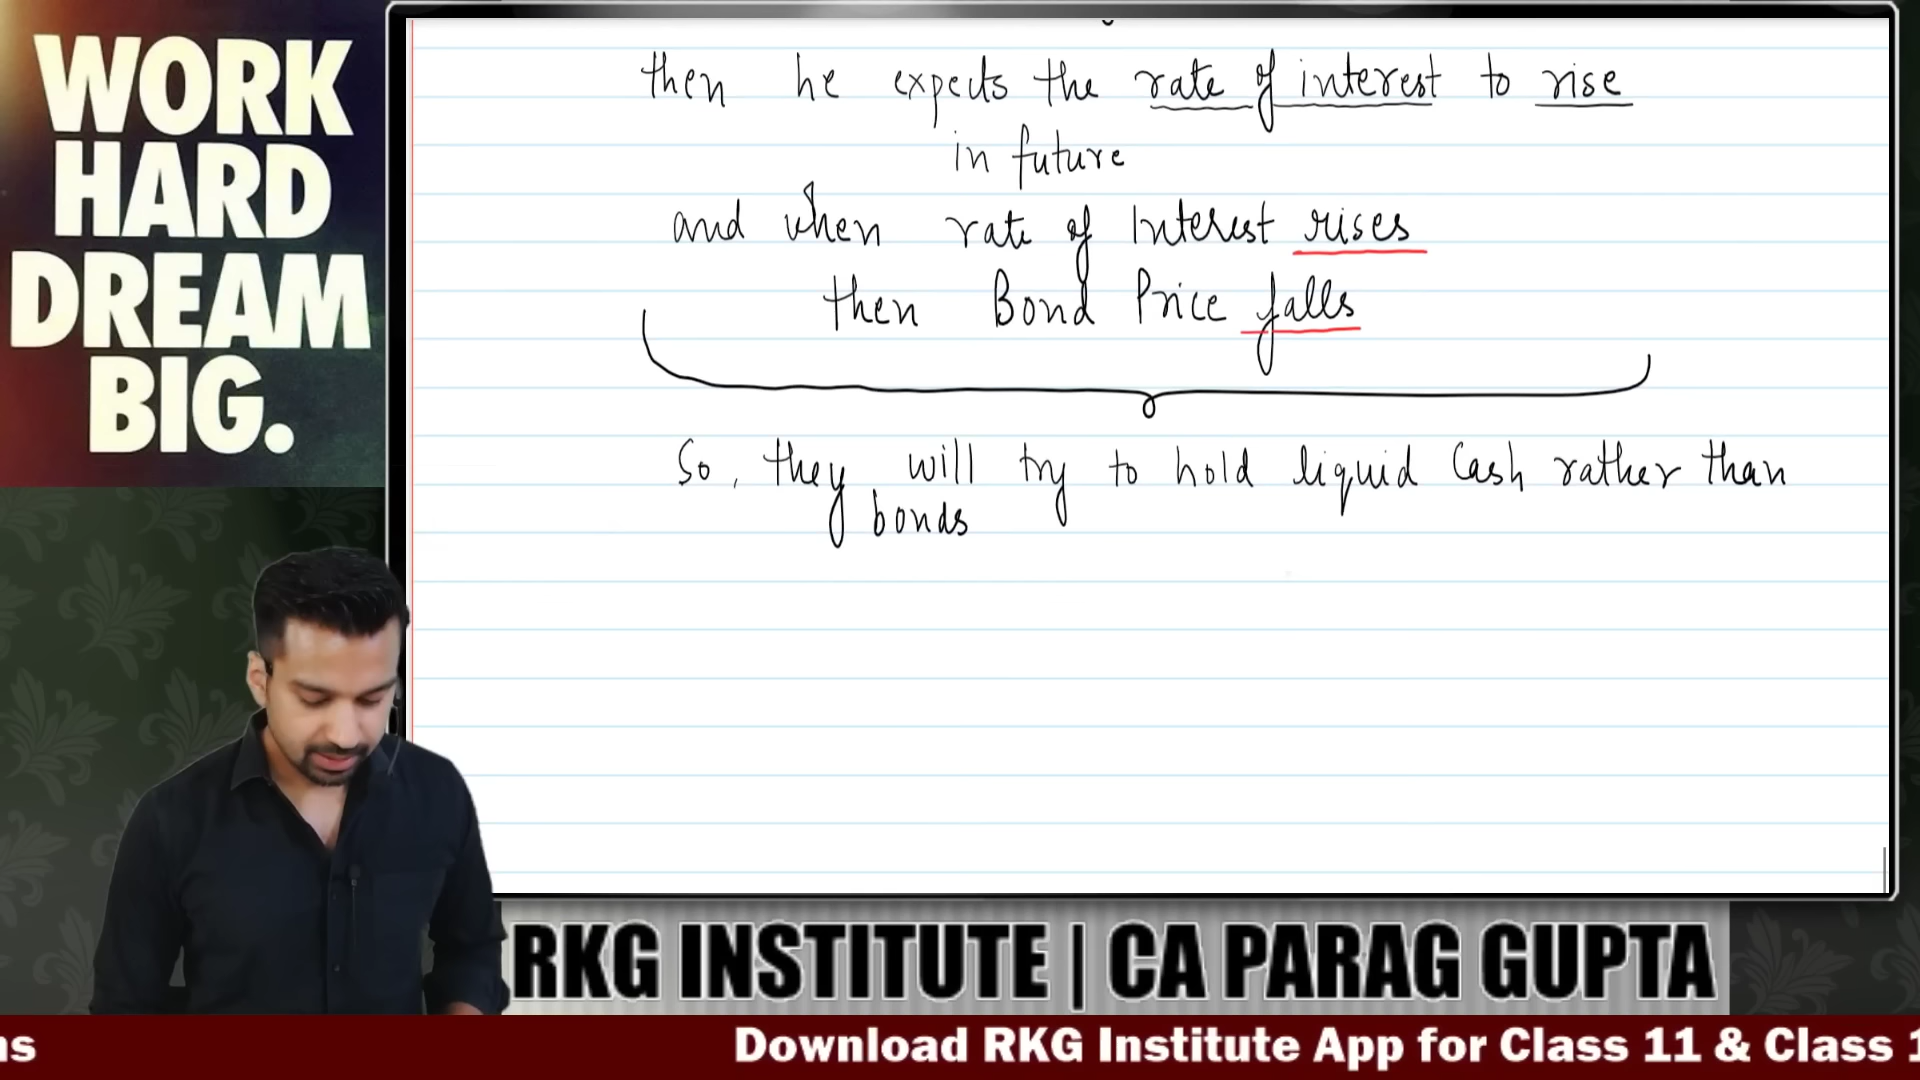 WORK
HARD
DREAM
BIG.
then he expects the rate of interest to rise
in future
and when rate of Interest rises
then Bond Price falls
So, they will try to hold liquid Cash rather than
bonds
RKG INSTITUTE | CA PARAG GUPTA
Download RKG Institute App for Class 11 & Class 1